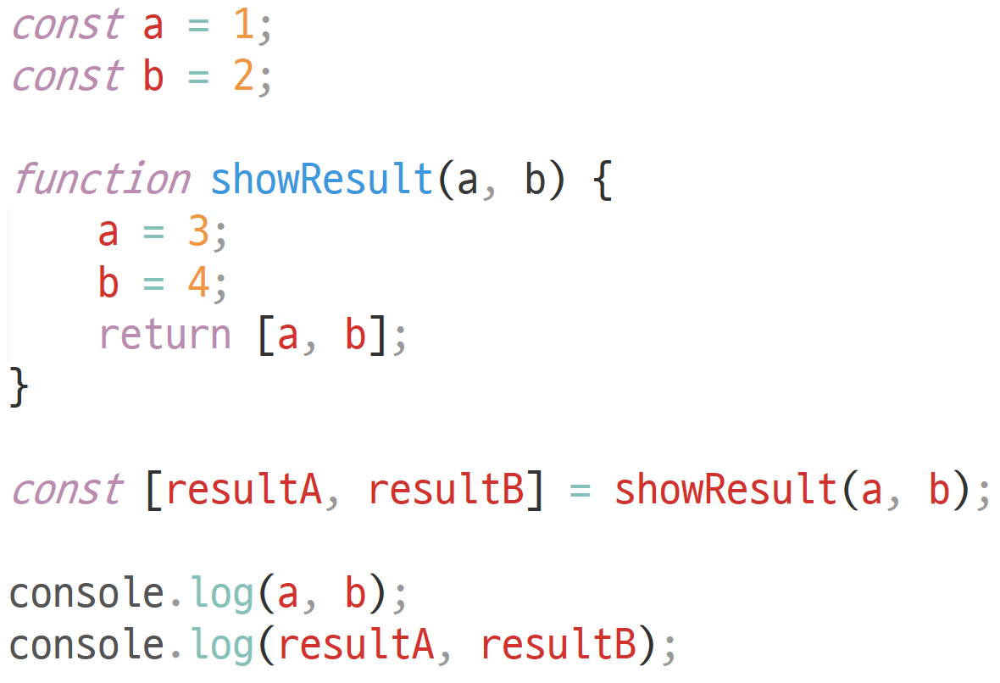 const a = 1;
const b = 2;

function showResult(a, b) {
    a = 3;
    b = 4;
    return [a, b];
}

const [resultA, resultB] = showResult(a, b);

console.log(a, b);
console.log(resultA, resultB);